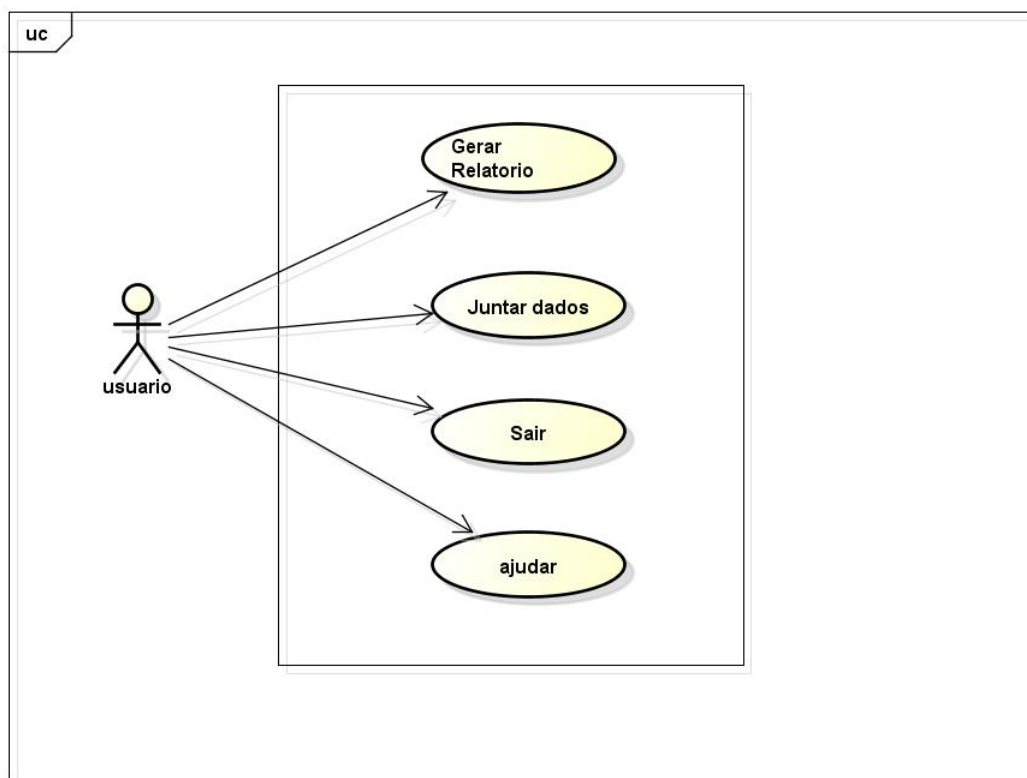 uc
Gerar
Relatorio
Juntar dados
usuario
Sair
ajudar